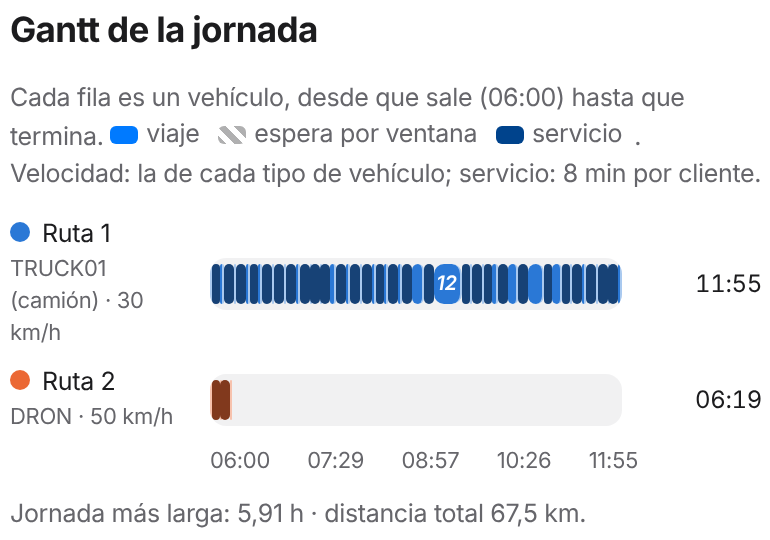 Gantt de la jornada
Cada fila es un vehículo, desde que sale (06:00) hasta que
termina. viaje espera por ventana servicio .
Velocidad: la de cada tipo de vehículo; servicio: 8 min por cliente.
Ruta 1
TRUCK01
(camión) · 30
km/h
12
11:55
Ruta 2
DRON · 50 km/h
06:19
06:00 07:29 08:57 10:26 11:55
Jornada más larga: 5,91 h · distancia total 67,5 km.